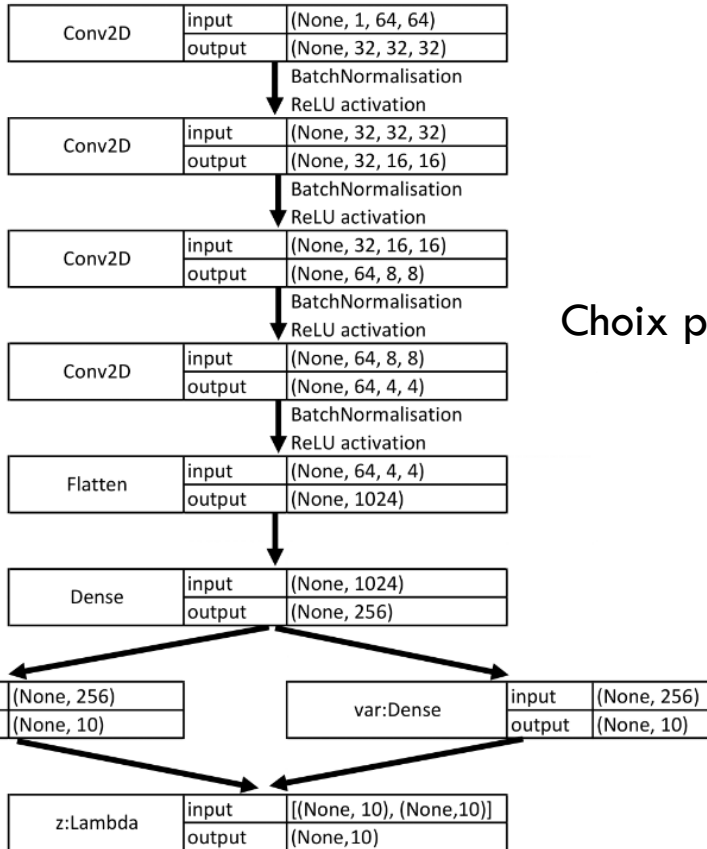 Conv2D input (None, 1, 64, 64)
output (None, 32, 32, 32)
BatchNormalisation
ReLU activation
Conv2D input (None, 32, 32, 32)
output (None, 32, 16, 16)
BatchNormalisation
ReLU activation
Conv2D input (None, 32, 16, 16)
output (None, 64, 8, 8)
BatchNormalisation
ReLU activation
Choix p
Conv2D input (None, 64, 8, 8)
output (None, 64, 4, 4)
BatchNormalisation
ReLU activation
Flatten input (None, 64, 4, 4)
output (None, 1024)
Dense input (None, 1024)
output (None, 256)
(None, 256)
(None, 10)
var:Dense input (None, 256)
output (None, 10)
z:Lambda input [(None, 10), (None,10)]
output (None,10)